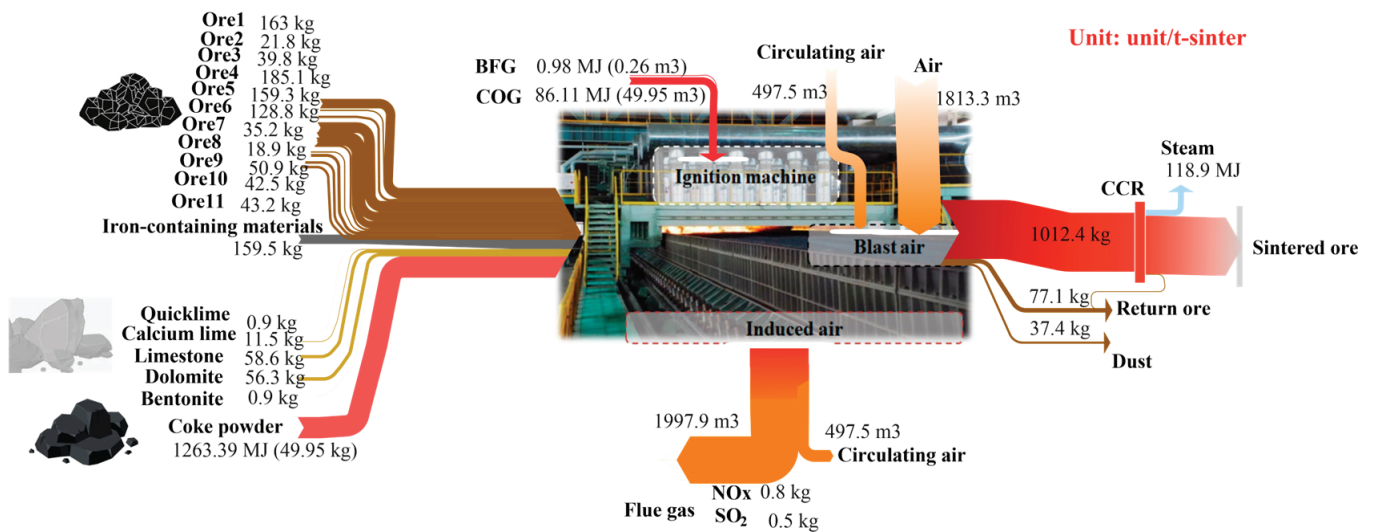 Unit: unit/t-sinter
Ore1 163 kg
Ore2 21.8 kg
Ore3 39.8 kg
Ore4 185.1 kg
Ore5 159.3 kg
Ore6 128.8 kg
Ore7 35.2 kg
Ore8 18.9 kg
Ore9 50.9 kg
Ore10 42.5 kg
Ore11 43.2 kg
Iron-containing materials
159.5 kg
Quicklime 0.9 kg
Calcium lime 11.5 kg
Limestone 58.6 kg
Dolomite 56.3 kg
Bentonite 0.9 kg
Coke powder
1263.39 MJ (49.95 kg)
BFG 0.98 MJ (0.26 m3)
COG 86.11 MJ (49.95 m3)
Ignition machine
Circulating air
497.5 m3
Air
1813.3 m3
Blast air
Induced air
1012.4 kg
CCR
Steam
118.9 MJ
Sintered ore
77.1 kg
Return ore
37.4 kg
Dust
1997.9 m3
497.5 m3
Circulating air
Flue gas
NOx 0.8 kg
SO₂ 0.5 kg